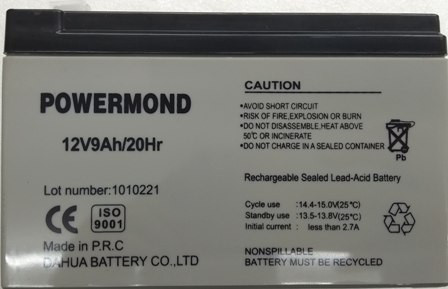 POWERMOND
12V9Ah/20Hr
Lot number:1010221
CE ISO 9001
Made in P.R.C
DAHUA BATTERY CO.,LTD
CAUTION
•AVOID SHORT CIRCUIT
•RISK OF FIRE,EXPLOSION OR BURN
•DO NOT DISASSEMBLE,HEAT ABOVE
50℃ OR INCINERATE
•DO NOT CHARGE IN A SEALED CONTAINER
Pb
Rechargeable Sealed Lead-Acid Battery
Cycle use :14.4-15.0V(25℃)
Standby use :13.5-13.8V(25℃)
Initial current : less than 2.7A
NONSPILLABLE
BATTERY MUST BE RECYCLED